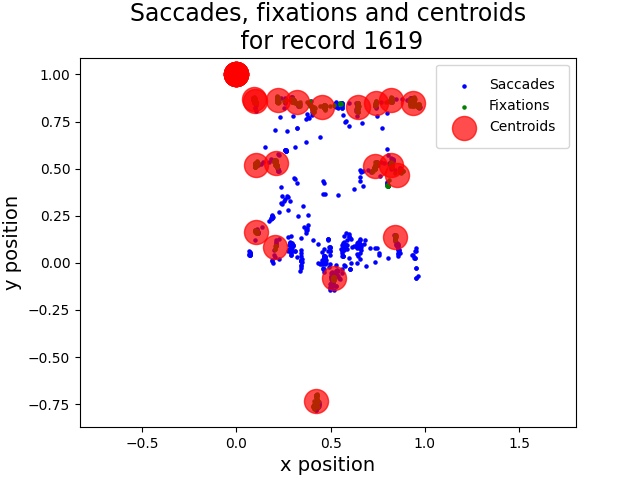 Saccades, fixations and centroids
for record 1619
Saccades
Fixations
Centroids
1.00
0.75
0.50
0.25
0.00
−0.25
−0.50
−0.75
y position
−0.5
0.0
0.5
1.0
1.5
x position